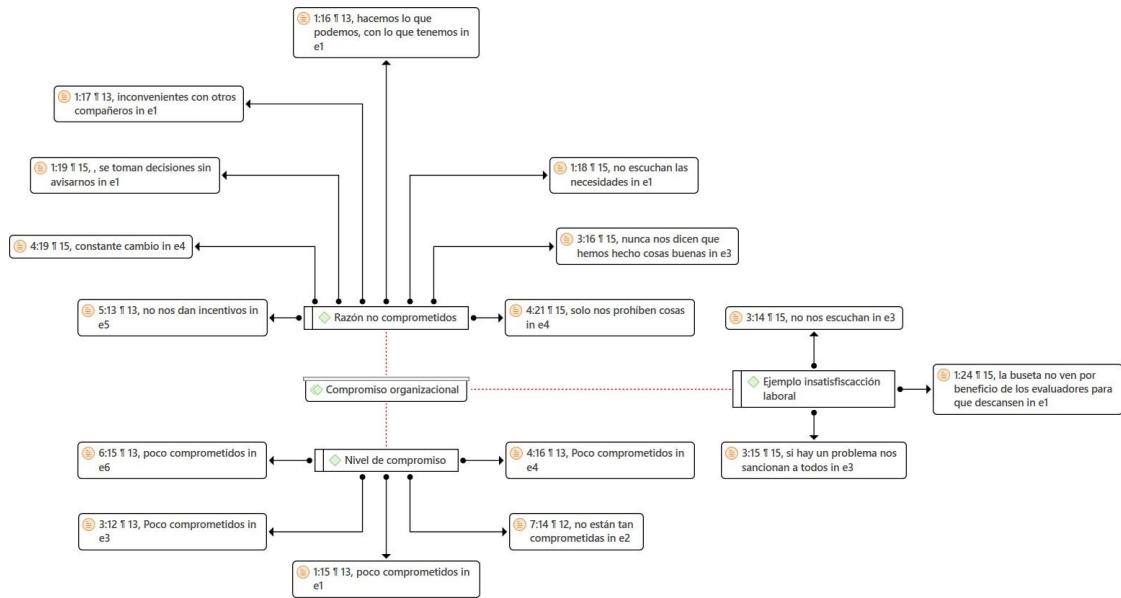 1:16 ¶ 13, hacemos lo que
podemos, con lo que tenemos in
e1
1:17 ¶ 13, inconvenientes con otros
compañeros in e1
1:19 ¶ 15, , se toman decisiones sin
avisarnos in e1
1:18 ¶ 15, no escuchan las
necesidades in e1
4:19 ¶ 15, constante cambio in e4
3:16 ¶ 15, nunca nos dicen que
hemos hecho cosas buenas in e3
5:13 ¶ 13, no nos dan incentivos in
e5
Razón no comprometidos
4:21 ¶ 15, solo nos prohíben cosas
in e4
3:14 ¶ 15, no nos escuchan in e3
Compromiso organizacional
Ejemplo insatisfiscacción
laboral
1:24 ¶ 15, la buseta no ven por
beneficio de los evaluadores para
que descansen in e1
6:15 ¶ 13, poco comprometidos in
e6
Nivel de compromiso
4:16 ¶ 13, Poco comprometidos in
e4
3:15 ¶ 15, si hay un problema nos
sancionan a todos in e3
3:12 ¶ 13, Poco comprometidos in
e3
7:14 ¶ 12, no están tan
comprometidas in e2
1:15 ¶ 13, poco comprometidos in
e1